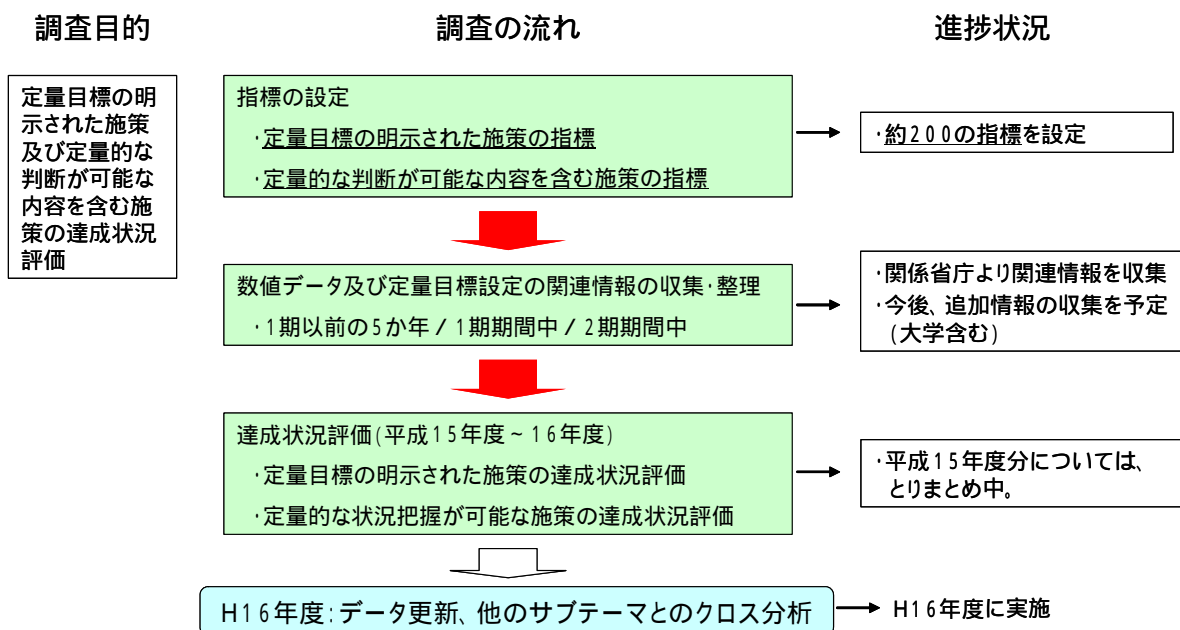 調査目的
調査の流れ
進捗状況
定量目標の明
示された施策
及び定量的な
判断が可能な
内容を含む施
策の達成状況
評価
指標の設定
･定量目標の明示された施策の指標
･定量的な判断が可能な内容を含む施策の指標
･約200の指標を設定
数値データ及び定量目標設定の関連情報の収集･整理
･1期以前の5か年/1期期間中/2期期間中
･関係省庁より関連情報を収集
･今後、追加情報の収集を予定
(大学含む)
達成状況評価(平成15年度～16年度)
･定量目標の明示された施策の達成状況評価
･定量的な状況把握が可能な施策の達成状況評価
･平成15年度分については、
とりまとめ中。
H16年度:データ更新、他のサブテーマとのクロス分析
H16年度に実施